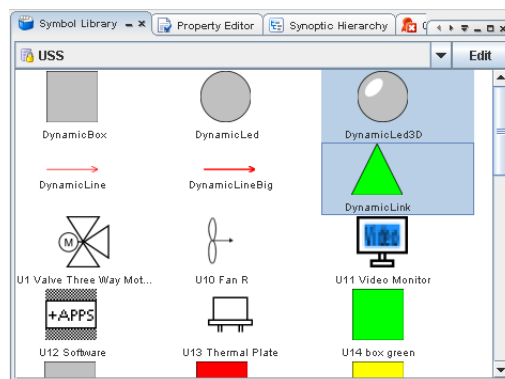 Symbol Library
Property Editor
Synoptic Hierarchy
USS
Edit
DynamicBox
DynamicLed
DynamicLed3D
DynamicLine
DynamicLineBig
DynamicLink
M
Video
U1 Valve Three Way Mot...
U10 Fan R
U11 Video Monitor
+APPS
U12 Software
U13 Thermal Plate
U14 box green